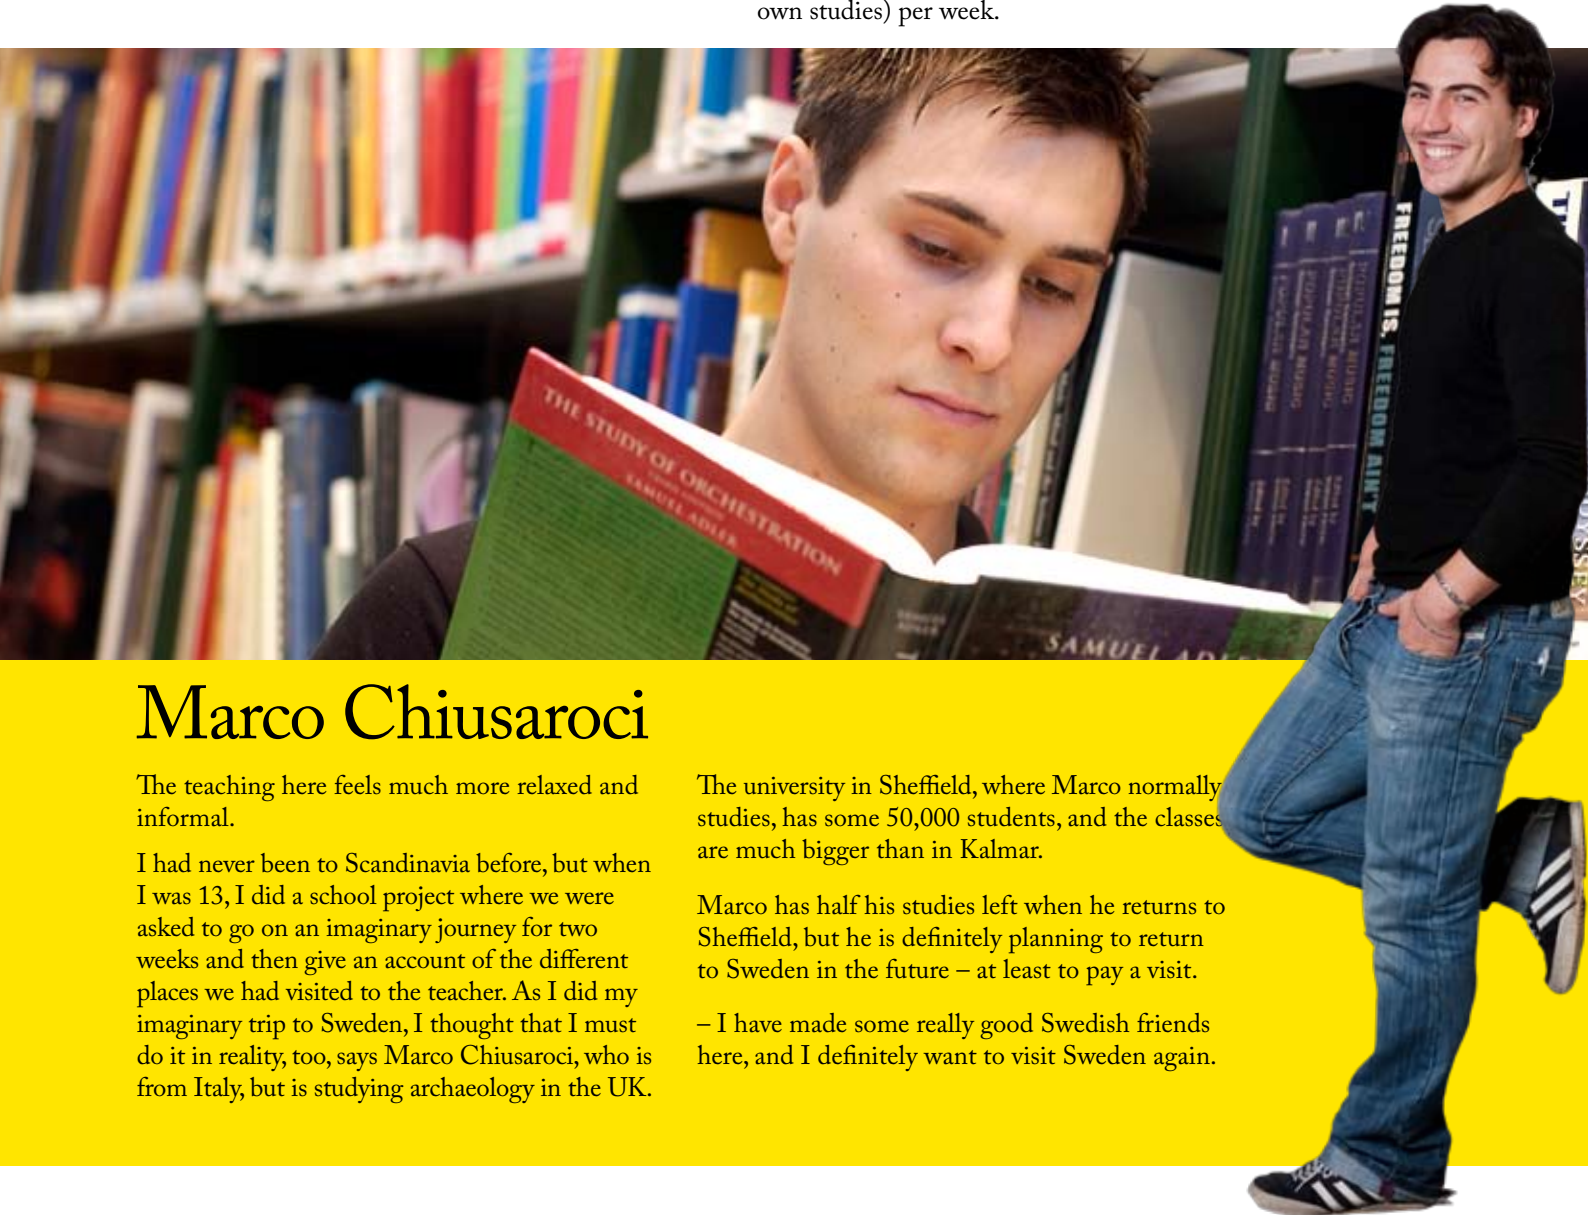 own studies) per week.
THE STUDY OF ORCHESTRATION
SAMUEL ADLER
SAMUEL
FREEDOM IS, FREEDOM AIN'T
Marco Chiusaroci
The teaching here feels much more relaxed and
informal.
I had never been to Scandinavia before, but when
I was 13, I did a school project where we were
asked to go on an imaginary journey for two
weeks and then give an account of the different
places we had visited to the teacher. As I did my
imaginary trip to Sweden, I thought that I must
do it in reality, too, says Marco Chiusaroci, who is
from Italy, but is studying archaeology in the UK.
The university in Sheffield, where Marco normally
studies, has some 50,000 students, and the classes
are much bigger than in Kalmar.
Marco has half his studies left when he returns to
Sheffield, but he is definitely planning to return
to Sweden in the future – at least to pay a visit.
– I have made some really good Swedish friends
here, and I definitely want to visit Sweden again.